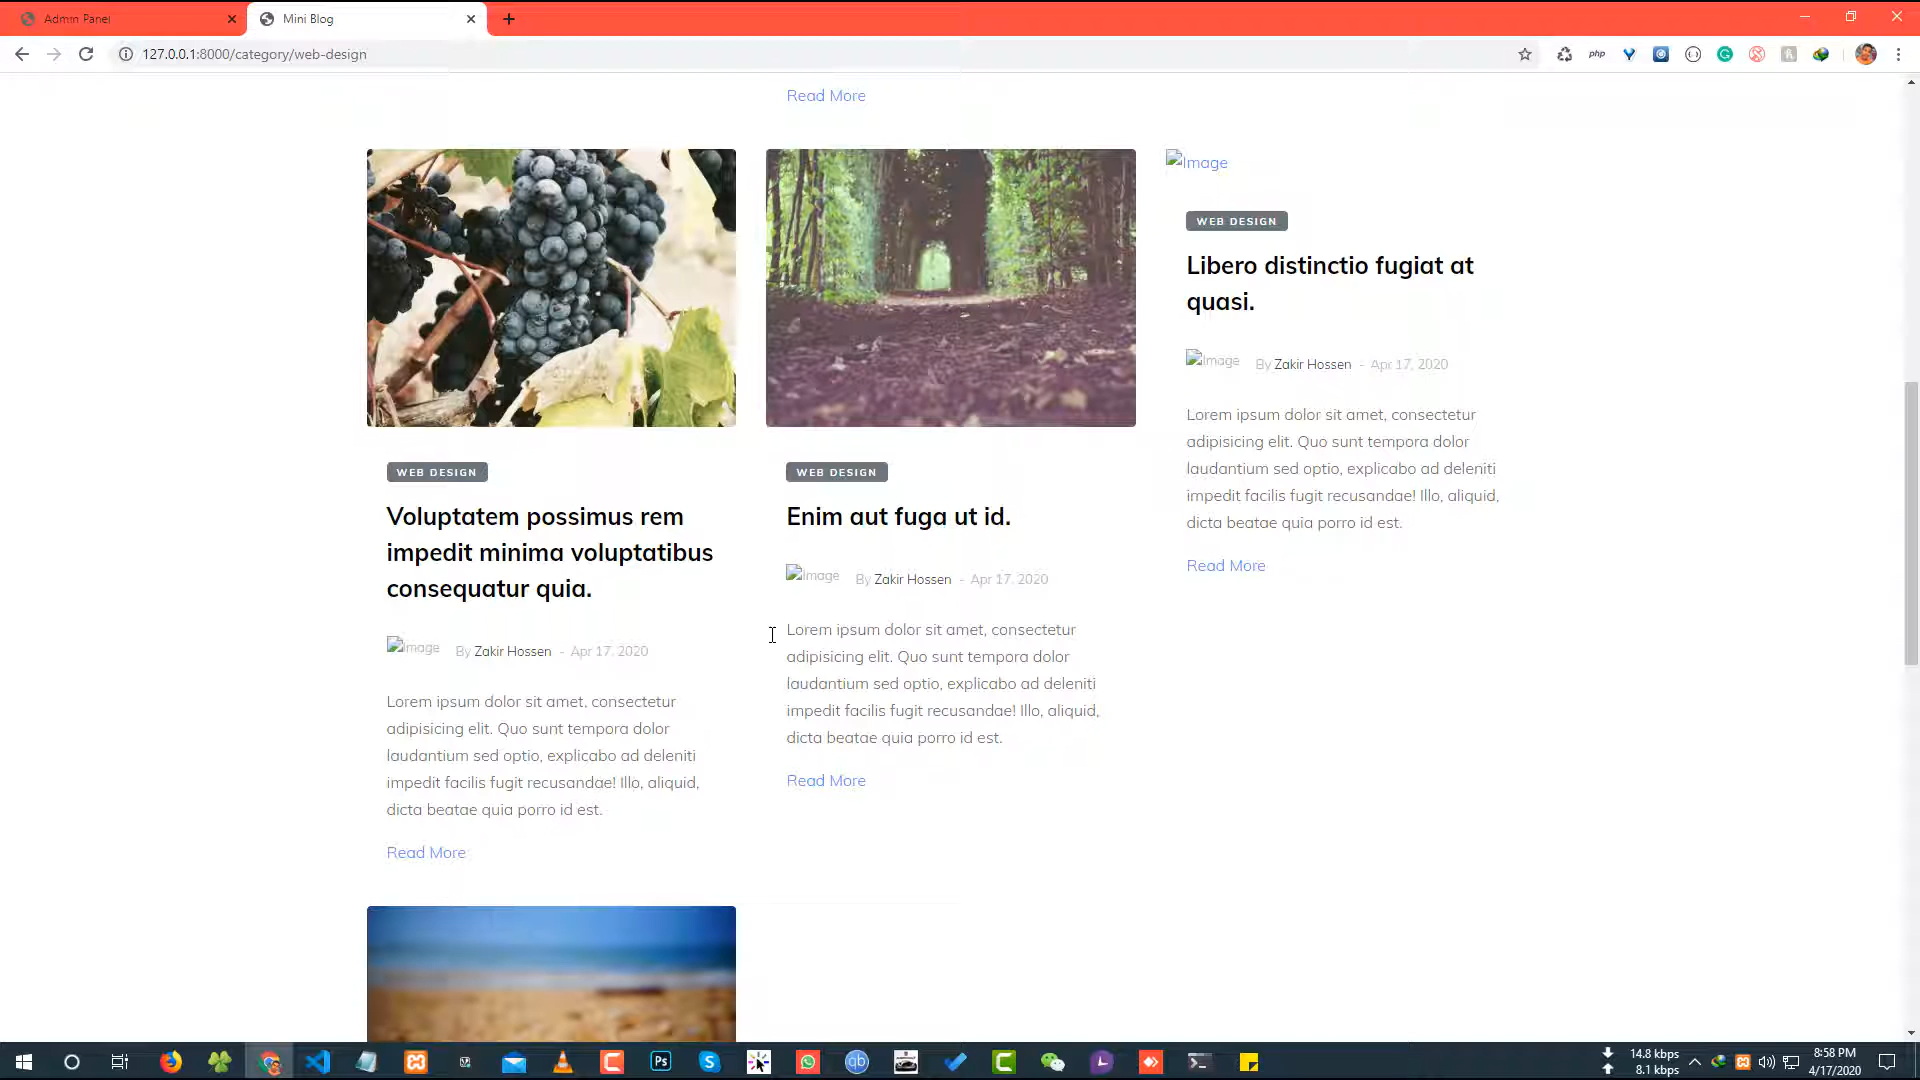 Admin Panel
Mini Blog
127.0.0.1:8000/category/web-design
php
Read More
WEB DESIGN
Voluptatem possimus rem
impedit minima voluptatibus
consequatur quia.
Image
By Zakir Hossen - Apr 17, 2020
Lorem ipsum dolor sit amet, consectetur
adipisicing elit. Quo sunt tempora dolor
laudantium sed optio, explicabo ad deleniti
impedit facilis fugit recusandae! Illo, aliquid,
dicta beatae quia porro id est.
Read More
WEB DESIGN
Enim aut fuga ut id.
Image
By Zakir Hossen - Apr 17, 2020
Lorem ipsum dolor sit amet, consectetur
adipisicing elit. Quo sunt tempora dolor
laudantium sed optio, explicabo ad deleniti
impedit facilis fugit recusandae! Illo, aliquid,
dicta beatae quia porro id est.
Read More
Image
WEB DESIGN
Libero distinctio fugiat at
quasi.
Image
By Zakir Hossen - Apr 17, 2020
Lorem ipsum dolor sit amet, consectetur
adipisicing elit. Quo sunt tempora dolor
laudantium sed optio, explicabo ad deleniti
impedit facilis fugit recusandae! Illo, aliquid,
dicta beatae quia porro id est.
Read More
Ps
qb
14.8 kbps
8.1 kbps
8:58 PM
4/17/2020